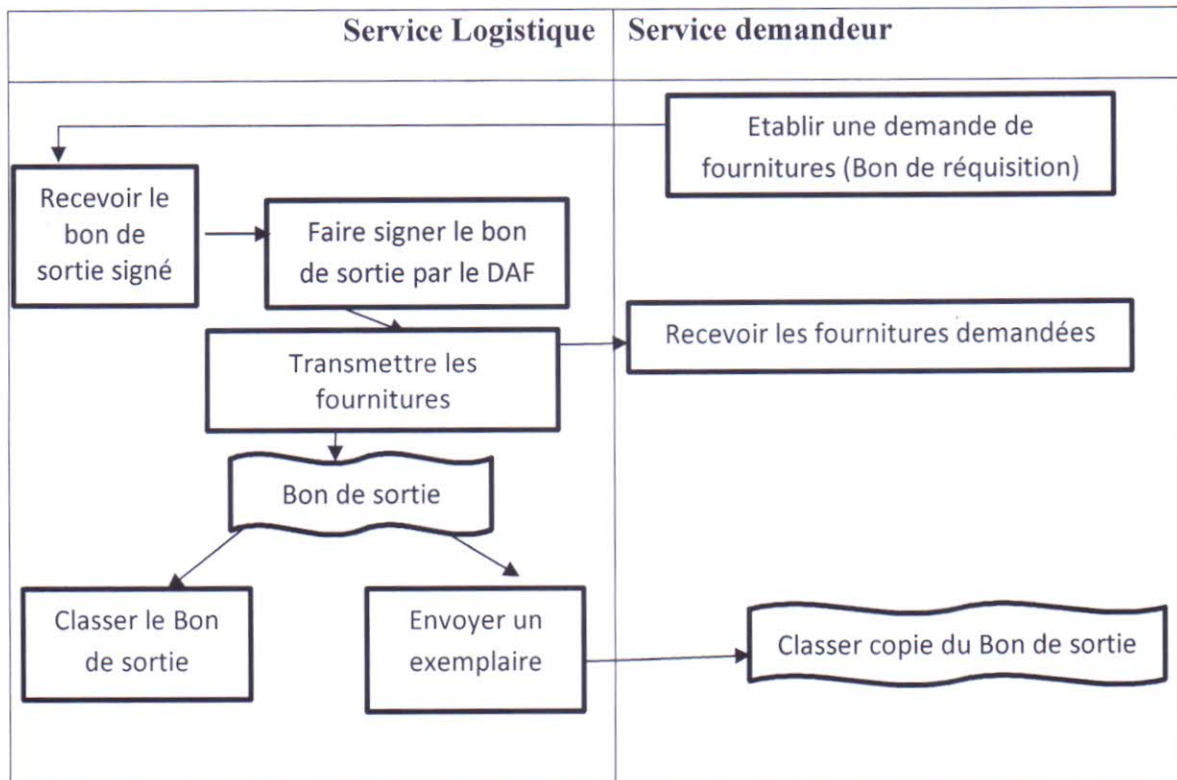 Service Logistique
Service demandeur
Etablir une demande de
fournitures (Bon de réquisition)
Recevoir le
bon de
sortie signé
Faire signer le bon
de sortie par le DAF
Transmettre les
fournitures
Recevoir les fournitures demandées
Bon de sortie
Classer le Bon
de sortie
Envoyer un
exemplaire
Classer copie du Bon de sortie